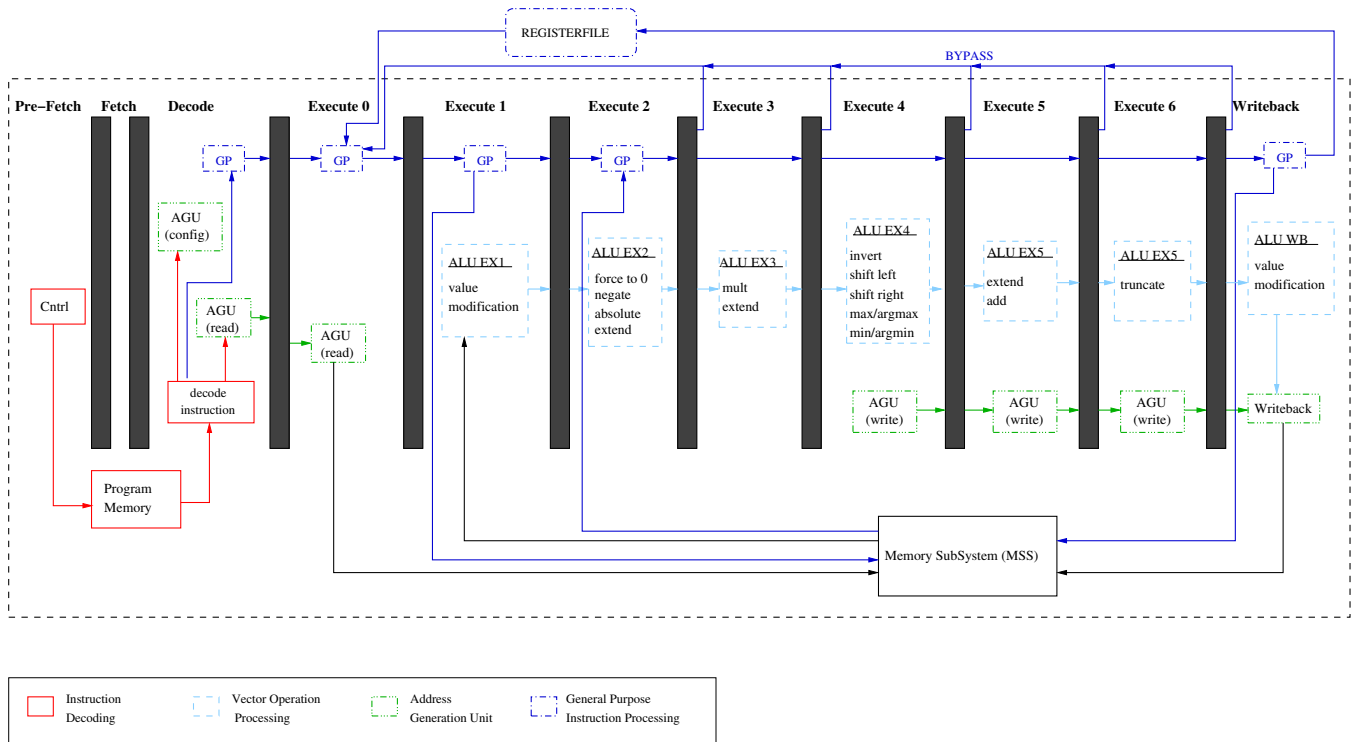 REGISTERFILE
BYPASS
Pre-Fetch
Fetch
Decode
Execute 0
Execute 1
Execute 2
Execute 3
Execute 4
Execute 5
Execute 6
Writeback
GP
GP
GP
GP
GP
AGU
(config)
Cntrl
AGU
(read)
AGU
(read)
decode
instruction
Program
Memory
ALU EX1
value
modification
ALU EX2
force to 0
negate
absolute
extend
ALU EX3
mult
extend
ALU EX4
invert
shift left
shift right
max/argmax
min/argmin
ALU EX5
extend
add
ALU EX5
truncate
ALU WB
value
modification
AGU
(write)
AGU
(write)
AGU
(write)
Writeback
Memory SubSystem (MSS)
Instruction
Decoding
Vector Operation
Processing
Address
Generation Unit
General Purpose
Instruction Processing